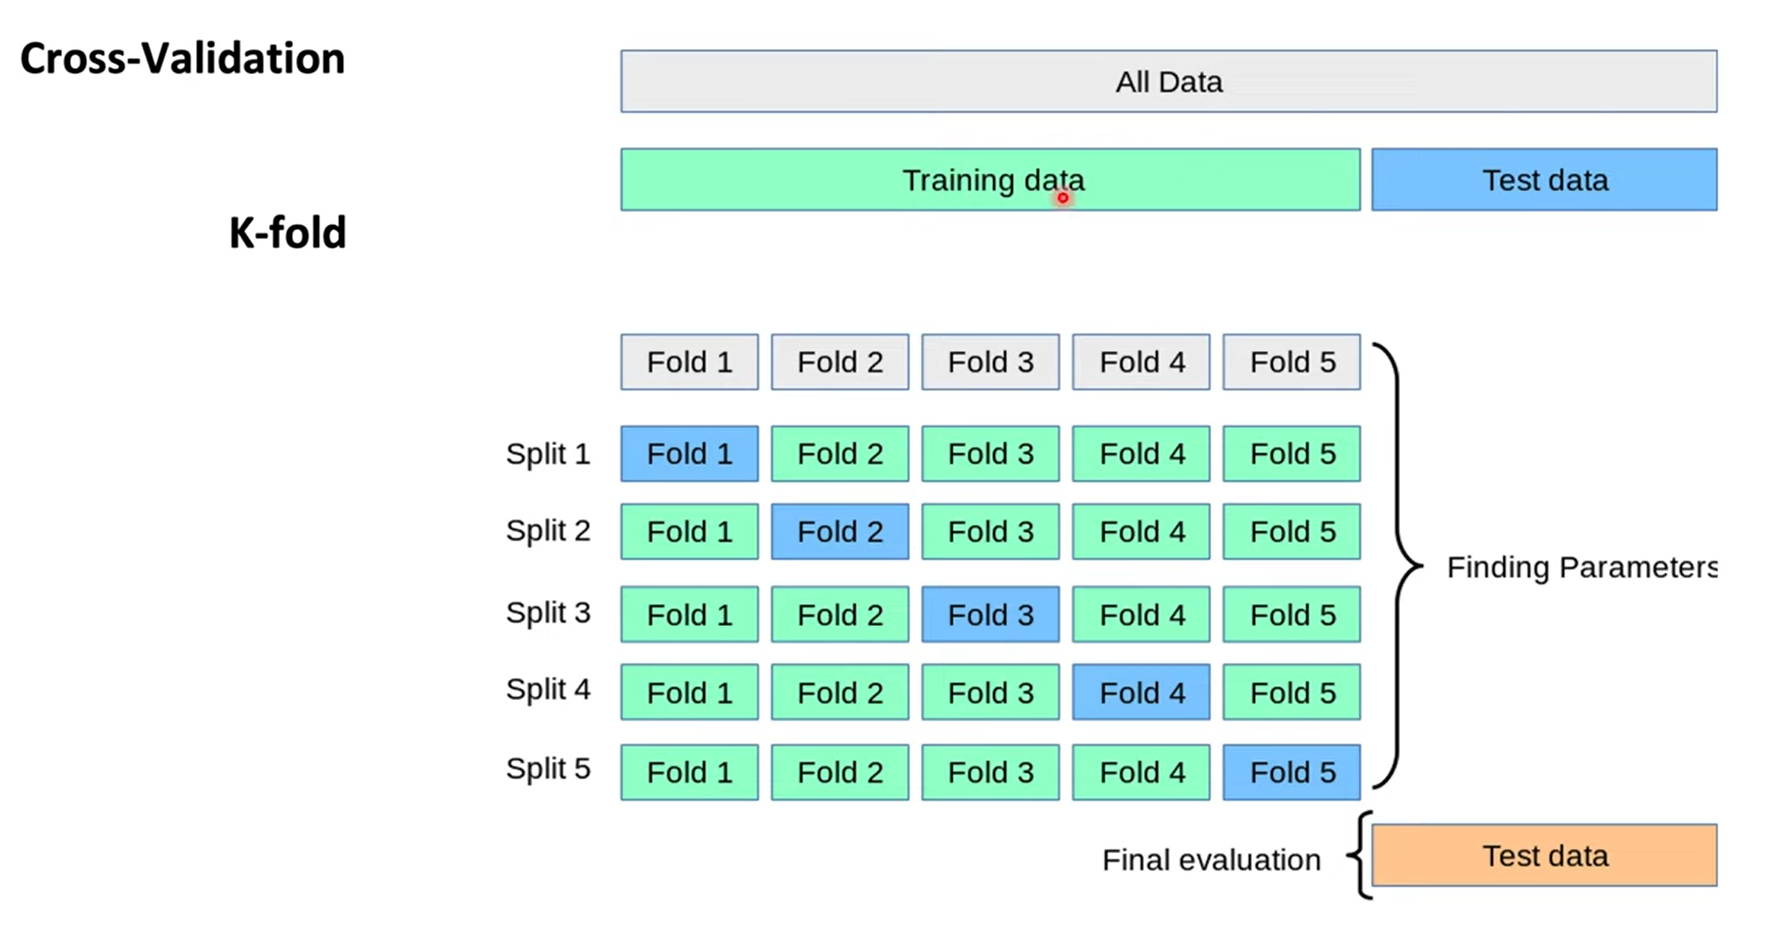 Cross-Validation
All Data
Training data
Test data
K-fold
Fold 1 Fold 2 Fold 3 Fold 4 Fold 5
Split 1 Fold 1 Fold 2 Fold 3 Fold 4 Fold 5
Split 2 Fold 1 Fold 2 Fold 3 Fold 4 Fold 5
Split 3 Fold 1 Fold 2 Fold 3 Fold 4 Fold 5
Split 4 Fold 1 Fold 2 Fold 3 Fold 4 Fold 5
Split 5 Fold 1 Fold 2 Fold 3 Fold 4 Fold 5
Finding Parameters
Final evaluation
Test data